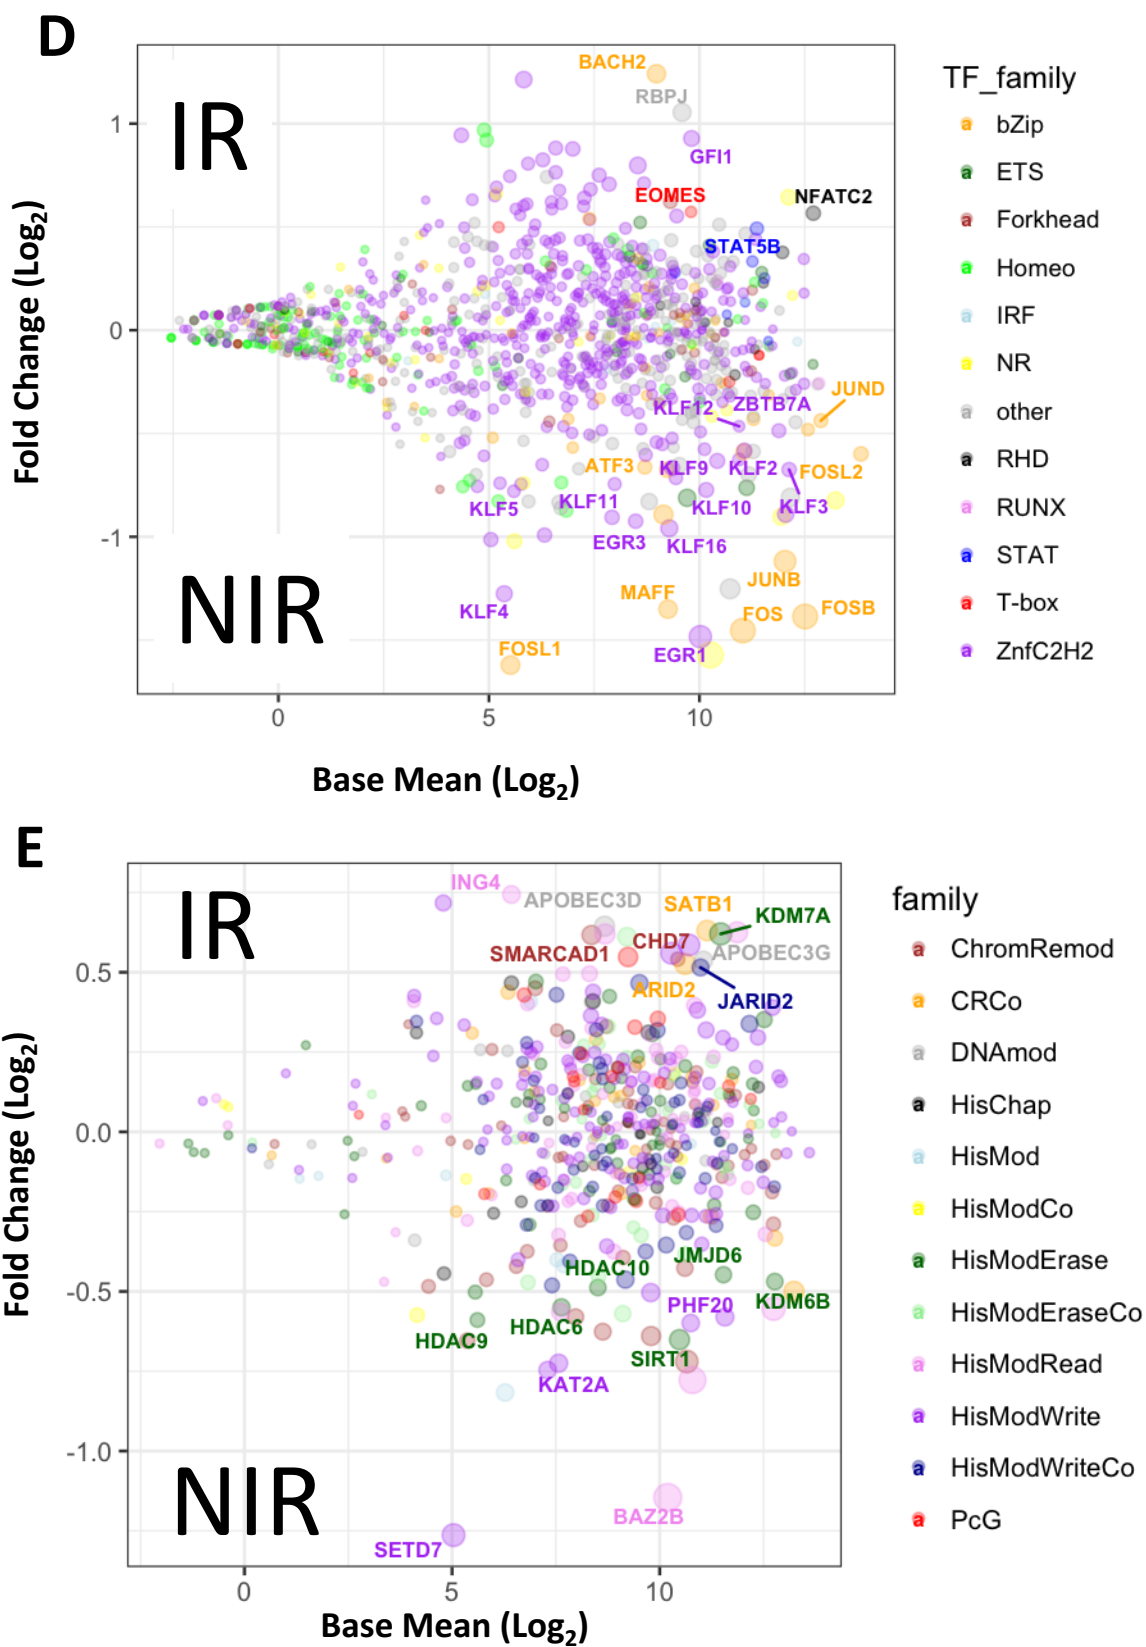 D
IR
NIR
Fold Change (Log2)
1
0
-1
0
5
10
Base Mean (Log2)
BACH2
RBPJ
GFI1
EOMES
NFATC2
STAT5B
JUND
KLF12
ZBTB7A
ATF3
KLF9
KLF2
FOSL2
KLF5
KLF11
KLF10
KLF3
EGR3
KLF16
JUNB
MAFF
FOSB
KLF4
FOS
FOSL1
EGR1
TF_family
a bZip
a ETS
a Forkhead
a Homeo
a IRF
a NR
a other
a RHD
a RUNX
a STAT
a T-box
a ZnfC2H2
E
IR
NIR
Fold Change (Log2)
0.5
0.0
-0.5
-1.0
0
5
10
Base Mean (Log2)
ING4
APOBEC3D
SATB1
KDM7A
SMARCAD1
CHD7
APOBEC3G
ARID2
JARID2
JMJD6
HDAC10
KDM6B
PHF20
HDAC6
HDAC9
SIRT1
KAT2A
BAZ2B
SETD7
family
a ChromRemod
a CRCo
a DNAmod
a HisChap
a HisMod
a HisModCo
a HisModErase
a HisModEraseCo
a HisModRead
a HisModWrite
a HisModWriteCo
a PcG